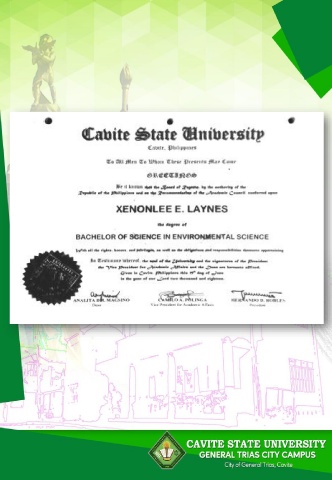 Cavite State University
Cavite, Philippines
To All Men To Whom These Presents May Come
GREETINGS
Be it known that the Board of Regents, by the authority of the
Republic of the Philippines and on the Recommendation of the Academic Council conferred upon
XENONLEE E. LAYNES
the degree of
BACHELOR OF SCIENCE IN ENVIRONMENTAL SCIENCE
with all the rights, honors and privileges, as well as the obligations and responsibilities thereunto appertaining.
In Testimony whereof, the seal of the University and the signatures of the President
the Vice President for Academic Affairs and the Dean are hereunto affixed.
Given in Cavite, Philippines this day of June
in the year of our Lord two thousand and eighteen.
ANALITA MAGSINO
Dean
Vice President for Academic Affairs
HERNANDO D. ROBLES
President
CAVITE STATE UNIVERSITY
GENERAL TRIAS CITY CAMPUS
City of General Trias, Cavite